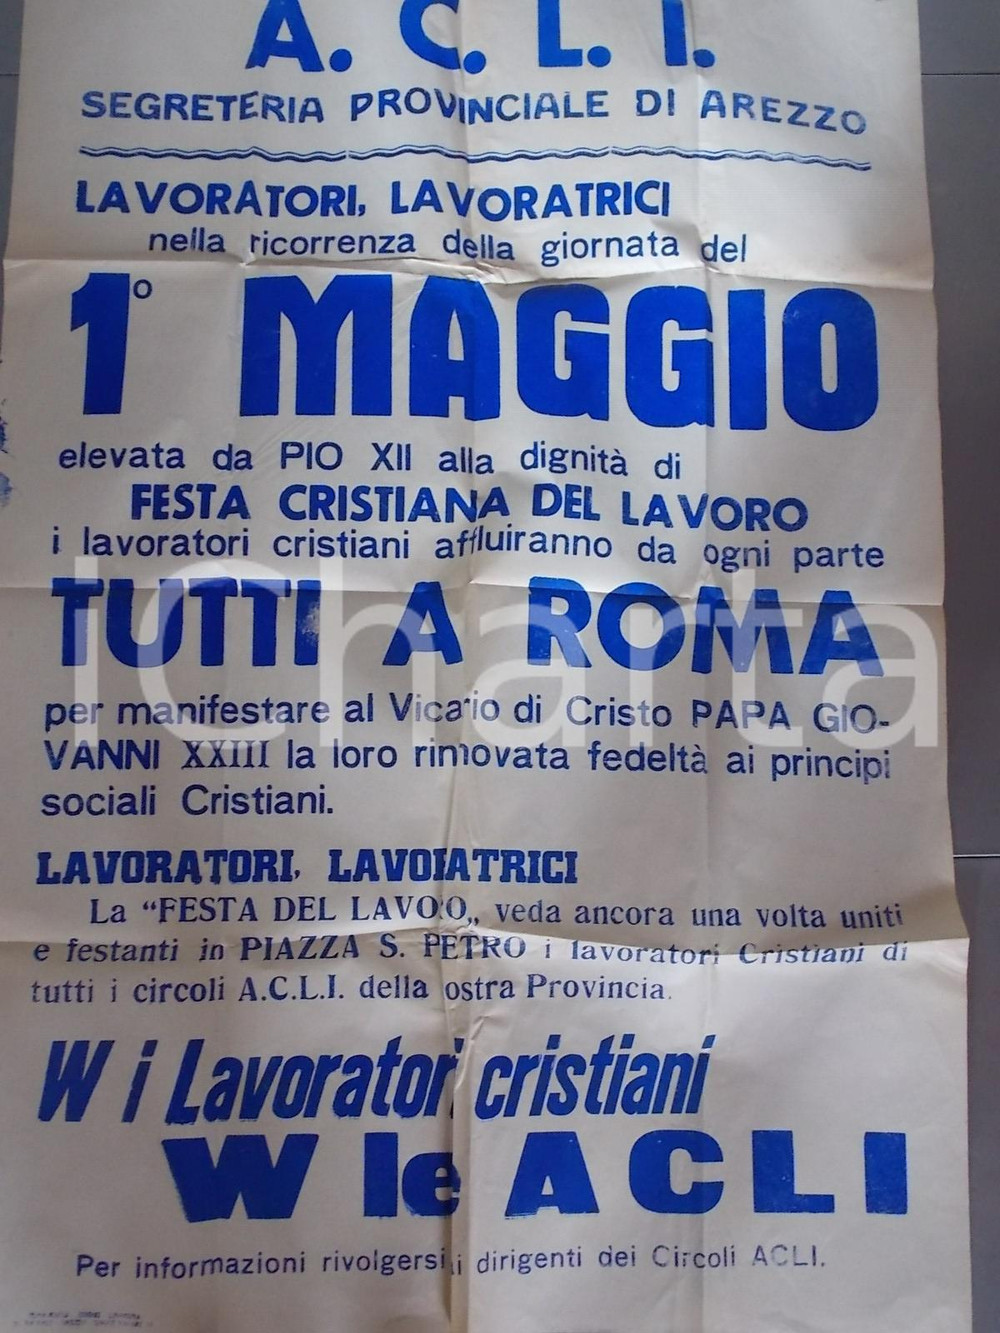 A. C. L. I.
SEGRETERIA PROVINCIALE DI AREZZO
LAVORATORI, LAVORATRICI
nella ricorrenza della giornata del
1º MAGGIO
elevata da PIO XII alla dignità di
FESTA CRISTIANA DEL LAVORO
i lavoratori cristiani affluiranno da ogni parte
TUTTI A ROMA
iCharta
per manifestare al Vicario di Cristo PAPA GIO-
VANNI XXIII la loro rinnovata fedeltà ai principi
sociali Cristiani.
LAVORATORI, LAVORATRICI
La “FESTA DEL LAVORO„ veda ancora una volta uniti
e festanti in PIAZZA S. PETRO i lavoratori Cristiani di
tutti i circoli A.C.L.I. della ostra Provincia.
W i Lavoratori cristiani
W le ACLI
Per informazioni rivolgersi ai dirigenti dei Circoli ACLI.